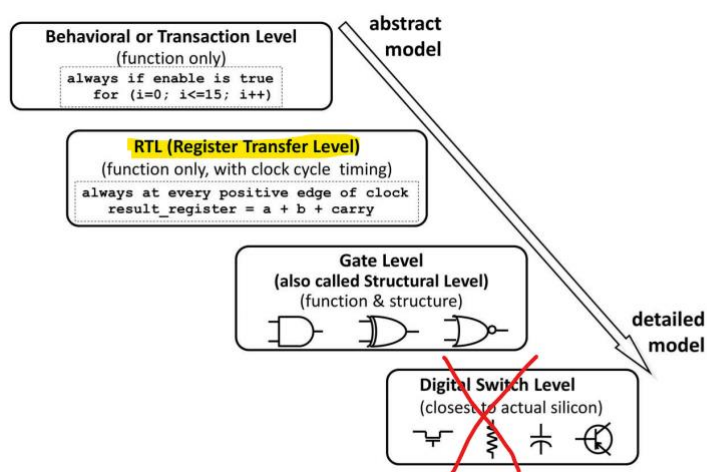 abstract
model
Behavioral or Transaction Level
(function only)
always if enable is true
for (i=0; i<=15; i++)
RTL (Register Transfer Level)
(function only, with clock cycle timing)
always at every positive edge of clock
result_register = a + b + carry
Gate Level
(also called Structural Level)
(function & structure)
detailed
model
Digital Switch Level
(closest to actual silicon)